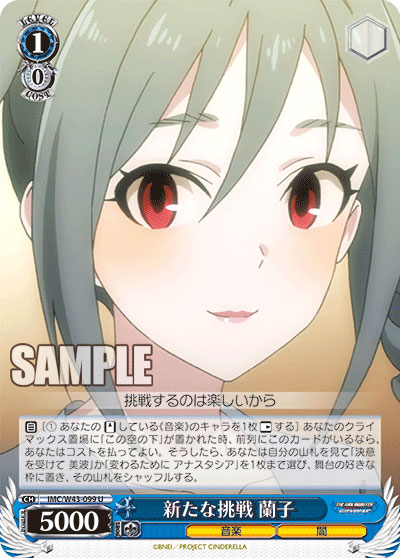 LEVEL
1
0
COST
SAMPLE
挑戦するのは楽しいから
【自】［① あなたの【スタンド】している《音楽》のキャラを1枚【レスト】する］ あなたのクライ
マックス置場に「この空の下」が置かれた時、前列にこのカードがいるなら、
あなたはコストを払ってよい。そうしたら、あなたは自分の山札を見て「決意
を受けて 美波」か「変わるために アナスタシア」を1枚まで選び、舞台の好きな
枠に置き、その山札をシャッフルする。
CH IMC/W43-099 U
5000
新たな挑戦 蘭子
音楽
闇
©BNEI / PROJECT CINDERELLA